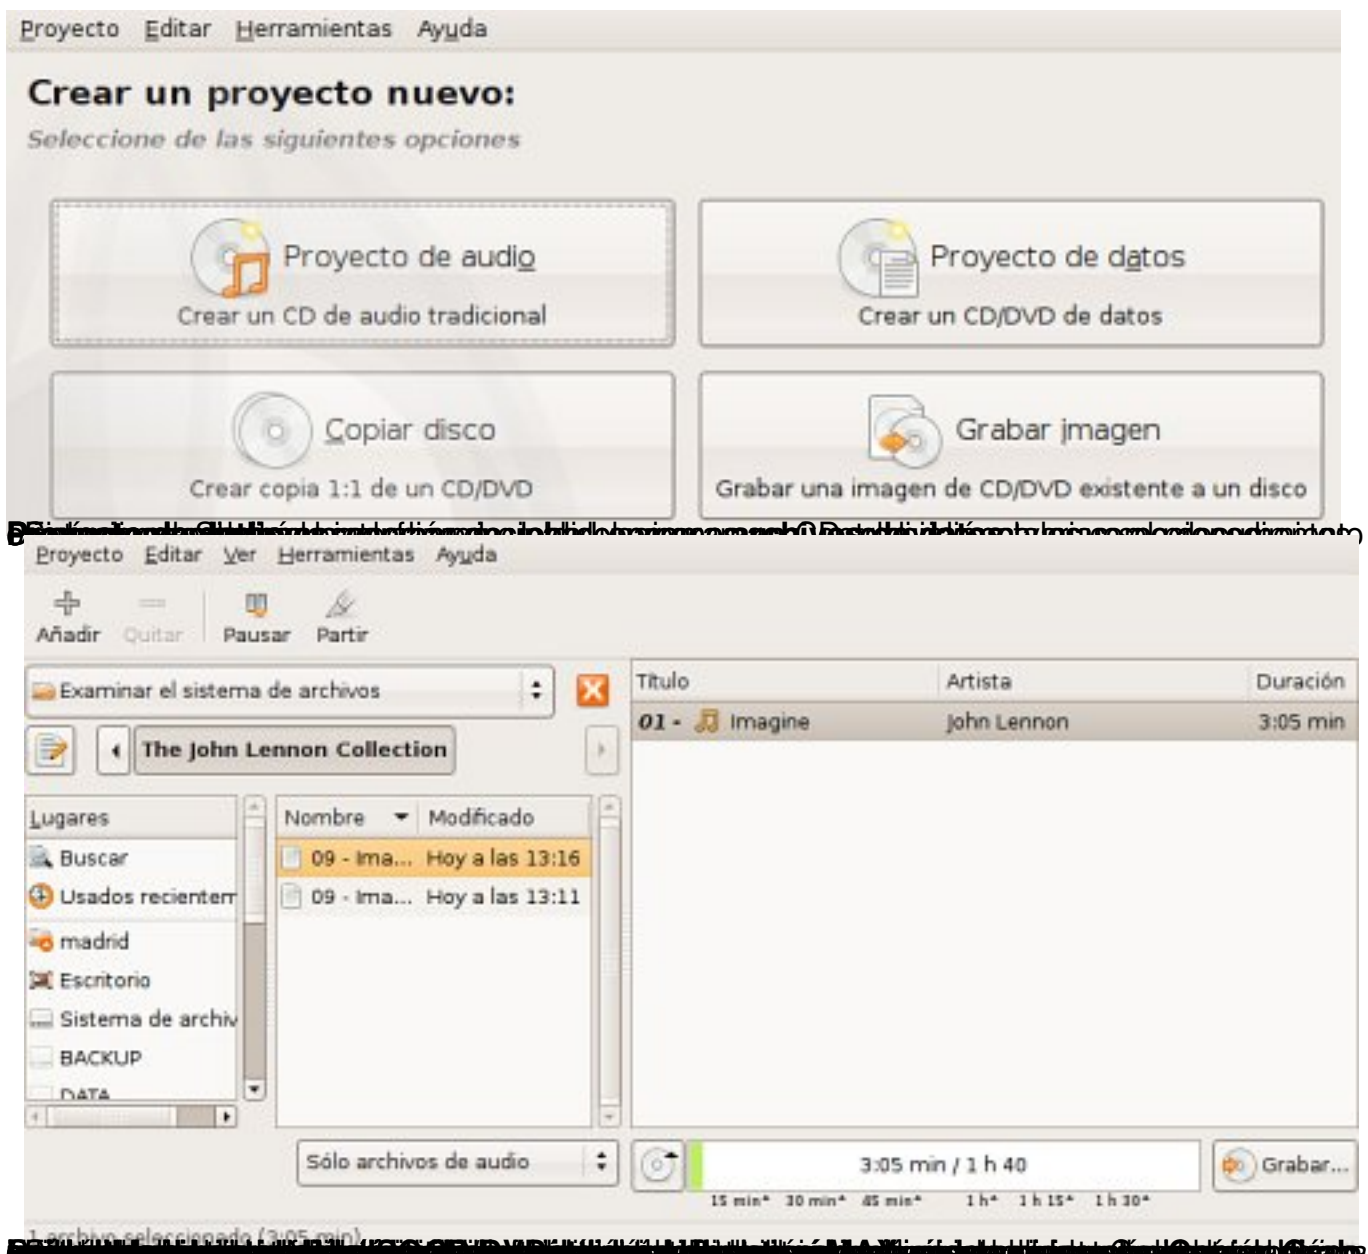 Proyecto Editar Herramientas Ayuda
Crear un proyecto nuevo:
Seleccione de las siguientes opciones
Proyecto de audio
Crear un CD de audio tradicional
Proyecto de datos
Crear un CD/DVD de datos
Copiar disco
Crear copia 1:1 de un CD/DVD
Grabar imagen
Grabar una imagen de CD/DVD existente a un disco
Proyecto Editar Ver Herramientas Ayuda
Añadir Quitar Pausar Partir
Examinar el sistema de archivos
The John Lennon Collection
Lugares
Buscar
Usados recientem
madrid
Escritorio
Sistema de archiv
BACKUP
DATA
Nombre Modificado
09 - Ima... Hoy a las 13:16
09 - Ima... Hoy a las 13:11
Sólo archivos de audio
Título Artista Duración
01 - Imagine John Lennon 3:05 min
3:05 min / 1 h 40
15 min 30 min 45 min 1 h 1 h 15 1 h 30
Grabar...
1 archivo seleccionado (3:05 min)